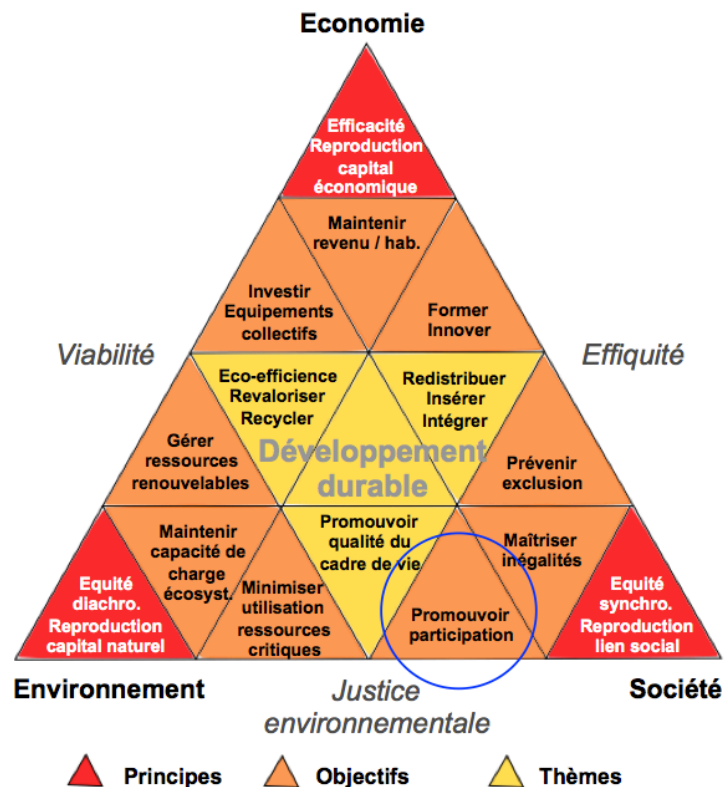 Economie
Efficacité
Reproduction
capital
économique
Maintenir
revenu / hab.
Investir
Equipements
collectifs
Former
Innover
Viabilité
Effiquité
Eco-efficience
Revaloriser
Recycler
Redistribuer
Insérer
Intégrer
Gérer
ressources
renouvelables
Développement
durable
Prévenir
exclusion
Maintenir
capacité de
charge
écosyst.
Promouvoir
qualité du
cadre de vie
Maîtriser
inégalités
Equité
diachro.
Reproduction
capital naturel
Minimiser
utilisation
ressources
critiques
Promouvoir
participation
Equité
synchro.
Reproduction
lien social
Environnement
Justice
environnementale
Société
Principes
Objectifs
Thèmes